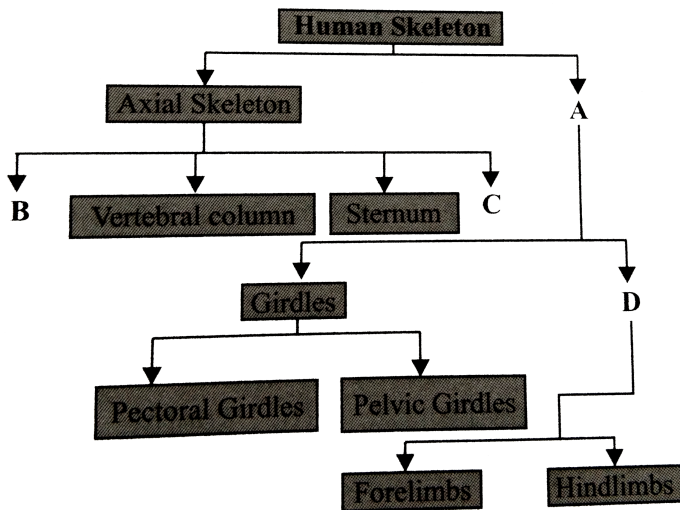 Human Skeleton
Axial Skeleton
A
B
Vertebral column
Sternum
C
Girdles
D
Pectoral Girdles
Pelvic Girdles
Forelimbs
Hindlimbs